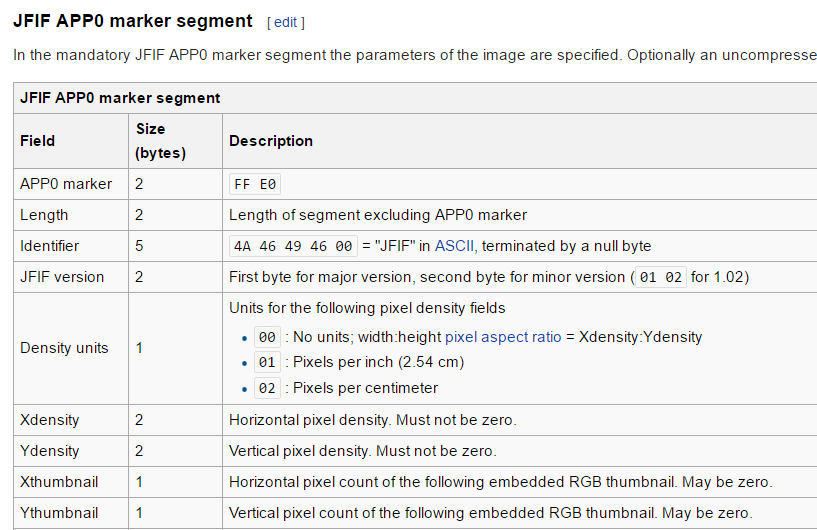 JFIF APP0 marker segment [ edit ]
In the mandatory JFIF APP0 marker segment the parameters of the image are specified. Optionally an uncompresse
JFIF APP0 marker segment
Field Size (bytes) Description
APP0 marker 2 FF E0
Length 2 Length of segment excluding APP0 marker
Identifier 5 4A 46 49 46 00 = "JFIF" in ASCII, terminated by a null byte
JFIF version 2 First byte for major version, second byte for minor version ( 01 02 for 1.02)
Density units 1 Units for the following pixel density fields
• 00 : No units; width:height pixel aspect ratio = Xdensity:Ydensity
• 01 : Pixels per inch (2.54 cm)
• 02 : Pixels per centimeter
Xdensity 2 Horizontal pixel density. Must not be zero.
Ydensity 2 Vertical pixel density. Must not be zero.
Xthumbnail 1 Horizontal pixel count of the following embedded RGB thumbnail. May be zero.
Ythumbnail 1 Vertical pixel count of the following embedded RGB thumbnail. May be zero.